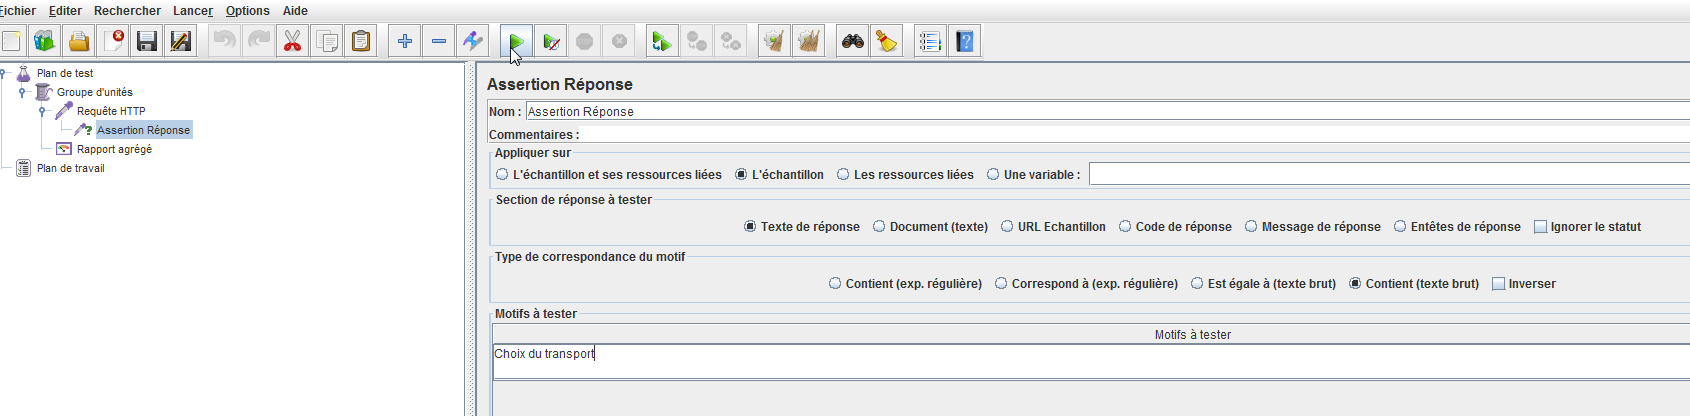 Fichier Editer Rechercher Lancer Options Aide
Plan de test
Groupe d'unités
Requête HTTP
Assertion Réponse
Rapport agrégé
Plan de travail
Assertion Réponse
Nom : Assertion Réponse
Commentaires :
Appliquer sur
L'échantillon et ses ressources liées L'échantillon Les ressources liées Une variable :
Section de réponse à tester
Texte de réponse Document (texte) URL Echantillon Code de réponse Message de réponse Entêtes de réponse Ignorer le statut
Type de correspondance du motif
Contient (exp. régulière) Correspond à (exp. régulière) Est égale à (texte brut) Contient (texte brut) Inverser
Motifs à tester
Motifs à tester
Choix du transport